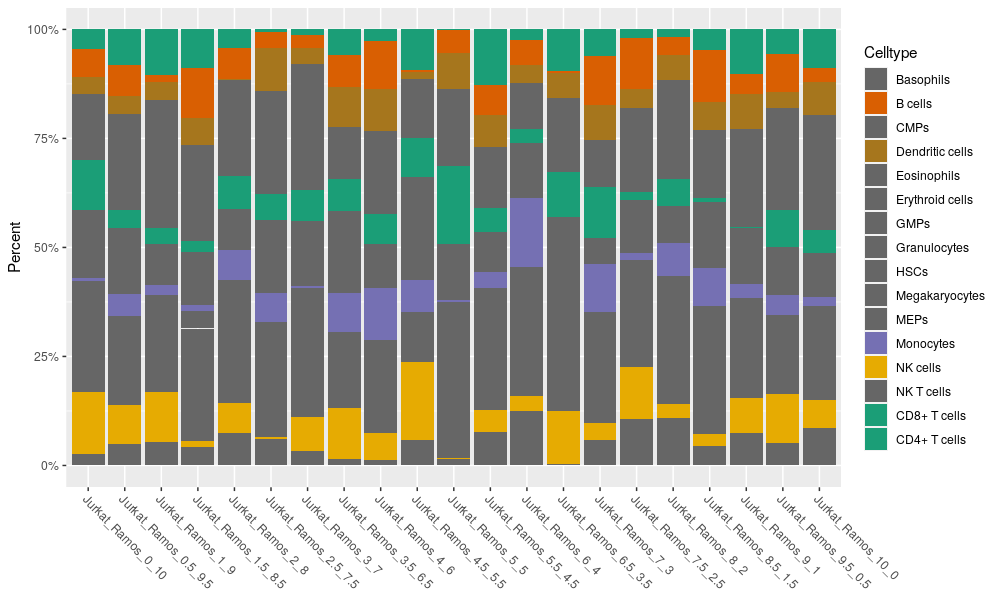 100%
75%
50%
25%
0%
Percent
Jurkat_Ramos_0_10
Jurkat_Ramos_0.5_9.5
Jurkat_Ramos_1_9
Jurkat_Ramos_1.5_8.5
Jurkat_Ramos_2_8
Jurkat_Ramos_2.5_7.5
Jurkat_Ramos_3_7
Jurkat_Ramos_3.5_6.5
Jurkat_Ramos_4_6
Jurkat_Ramos_4.5_5.5
Jurkat_Ramos_5_5
Jurkat_Ramos_5.5_4.5
Jurkat_Ramos_6_4
Jurkat_Ramos_6.5_3.5
Jurkat_Ramos_7_3
Jurkat_Ramos_7.5_2.5
Jurkat_Ramos_8_2
Jurkat_Ramos_8.5_1.5
Jurkat_Ramos_9_1
Jurkat_Ramos_9.5_0.5
Jurkat_Ramos_10_0
Celltype
Basophils
B cells
CMPs
Dendritic cells
Eosinophils
Erythroid cells
GMPs
Granulocytes
HSCs
Megakaryocytes
MEPs
Monocytes
NK cells
NK T cells
CD8+ T cells
CD4+ T cells